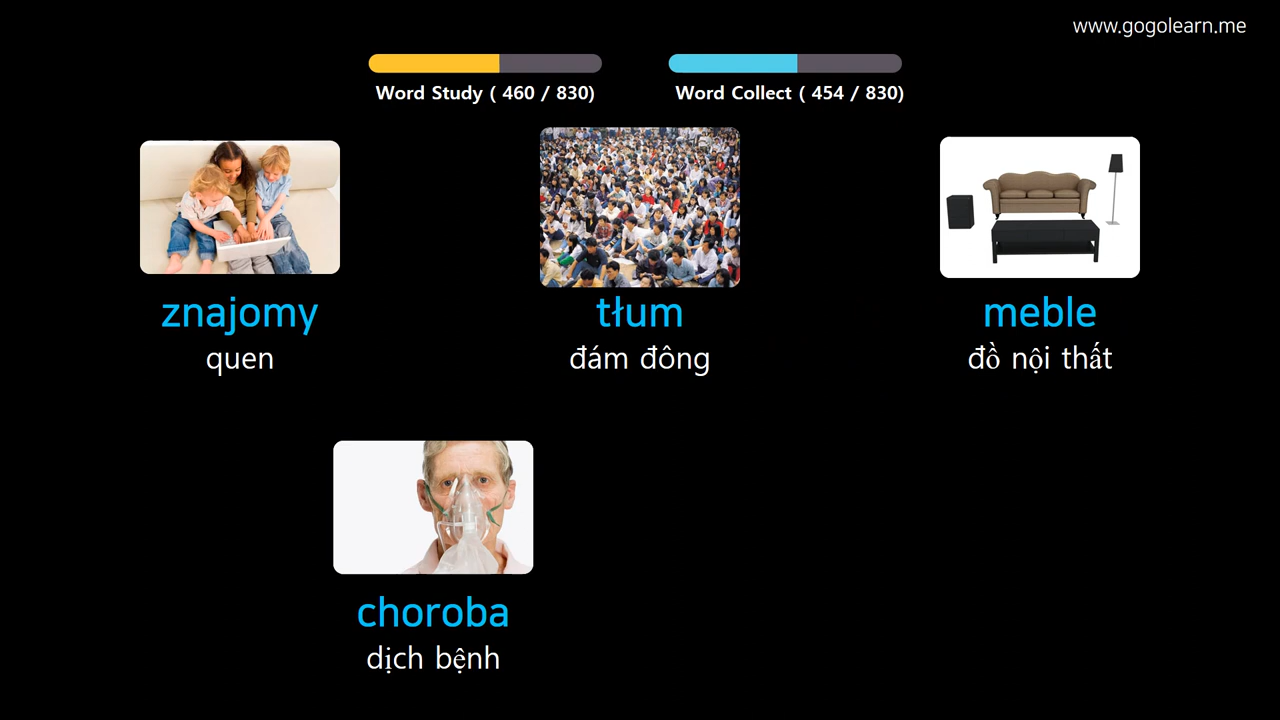 www.gogolearn.me
Word Study ( 460 / 830)
Word Collect ( 454 / 830)
znajomy
quen
tłum
đám đông
meble
đồ nội thất
choroba
dịch bệnh